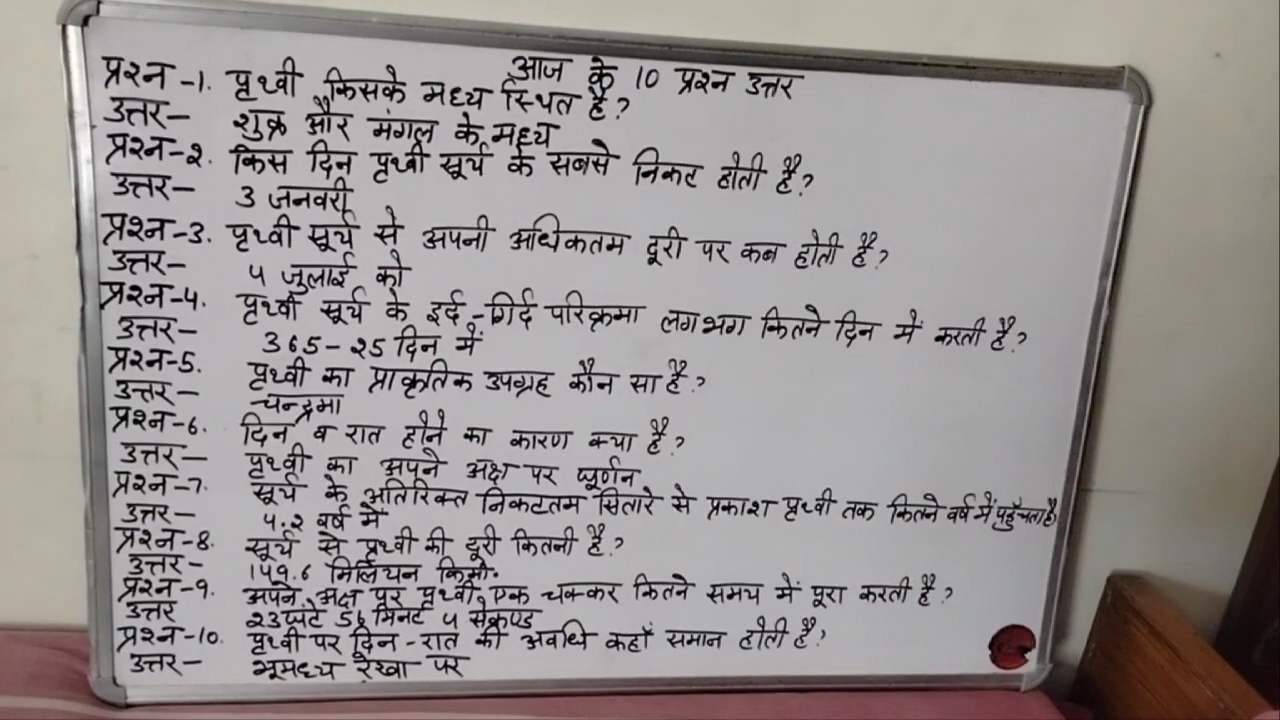 आज के 10 प्रश्न उत्तर
प्रश्न-1. पृथ्वी किसके मध्य स्थित है?
उत्तर- शुक्र और मंगल के मध्य
प्रश्न-2. किस दिन पृथ्वी सूर्य के सबसे निकट होती है?
उत्तर- 3 जनवरी
प्रश्न-3. पृथ्वी सूर्य से अपनी अधिकतम दूरी पर कब होती है?
उत्तर- 4 जुलाई को
प्रश्न-4. पृथ्वी सूर्य के इर्द-गिर्द परिक्रमा लगभग कितने दिन में करती है?
उत्तर- 365-25 दिन में
प्रश्न-5. पृथ्वी का प्राकृतिक उपग्रह कौन सा है?
उत्तर- चन्द्रमा
प्रश्न-6. दिन व रात होने का कारण क्या है?
उत्तर- पृथ्वी का अपने अक्ष पर घूर्णन
प्रश्न-7. सूर्य के अतिरिक्त निकटतम सितारे से प्रकाश पृथ्वी तक कितने वर्ष में पहुँचता है?
उत्तर- 4.2 वर्ष में
प्रश्न-8. सूर्य से पृथ्वी की दूरी कितनी है?
उत्तर- 149.6 मिलियन किमी.
प्रश्न-9. अपने अक्ष पर पृथ्वी एक चक्कर कितने समय में पूरा करती है?
उत्तर 23 घंटे 56 मिनट 4 सेकण्ड
प्रश्न-10. पृथ्वी पर दिन-रात की अवधि कहाँ समान होती है?
उत्तर- भूमध्य रेखा पर